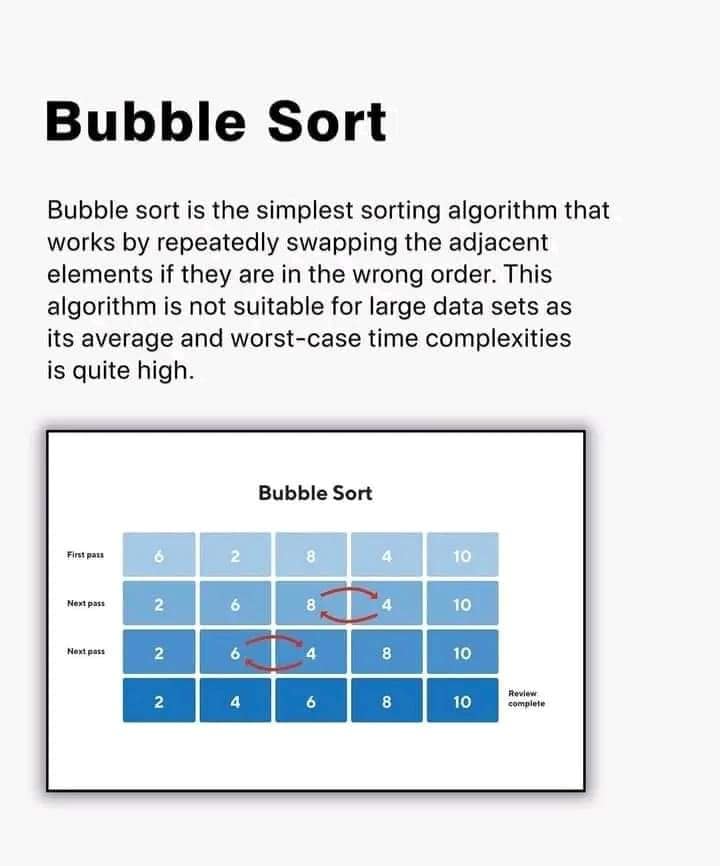 Bubble Sort
Bubble sort is the simplest sorting algorithm that
works by repeatedly swapping the adjacent
elements if they are in the wrong order. This
algorithm is not suitable for large data sets as
its average and worst-case time complexities
is quite high.
Bubble Sort
First pass 6 2 8 4 10
Next pass 2 6 8 4 10
Next pass 2 6 4 8 10
2 4 6 8 10 Review
complete